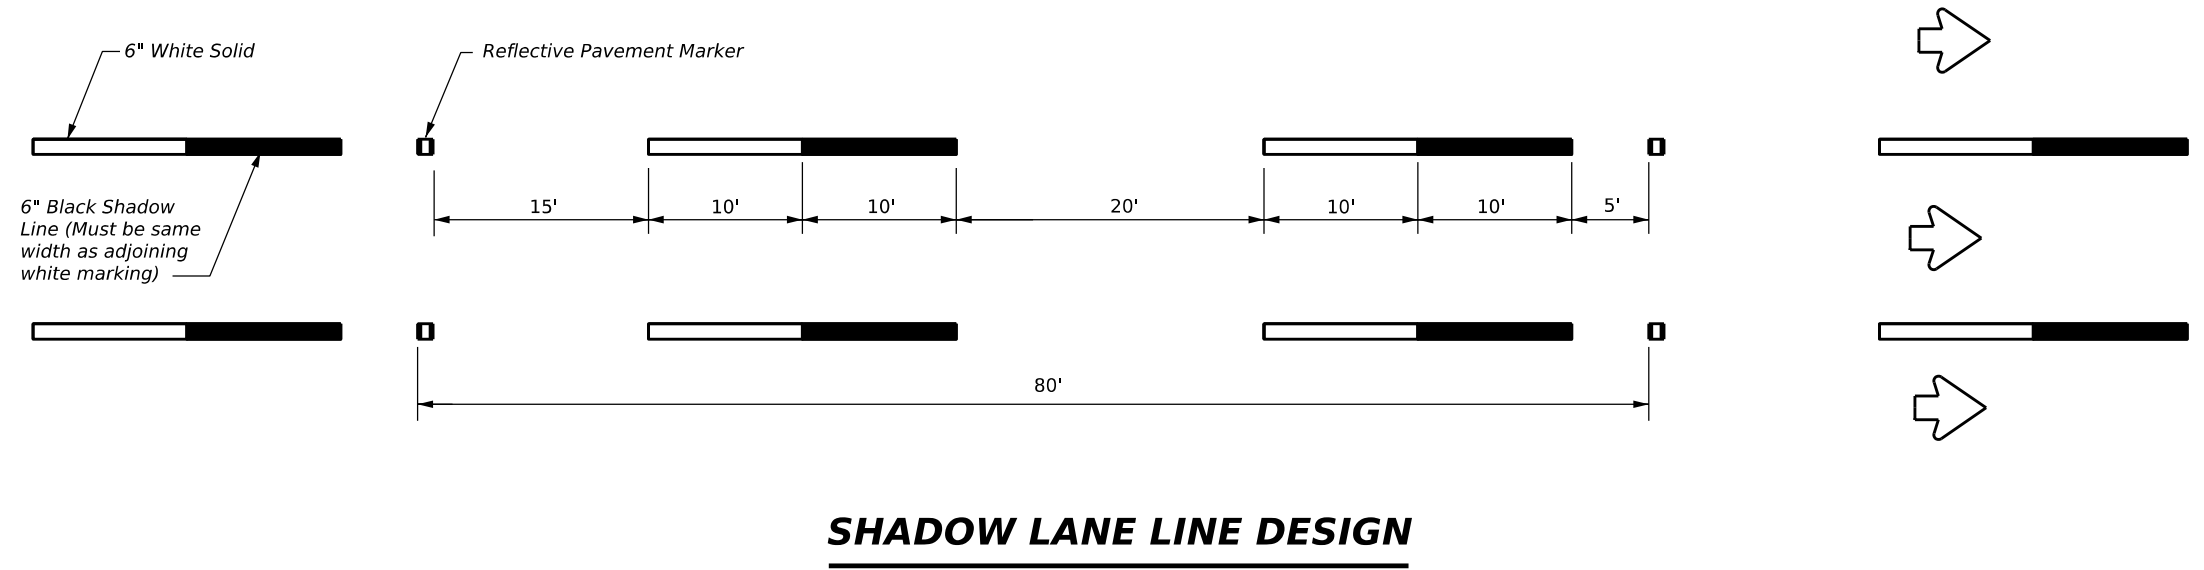 6" White Solid
Reflective Pavement Marker
6" Black Shadow
Line (Must be same
width as adjoining
white marking)
15'
10'
10'
20'
10'
10'
5'
80'
SHADOW LANE LINE DESIGN